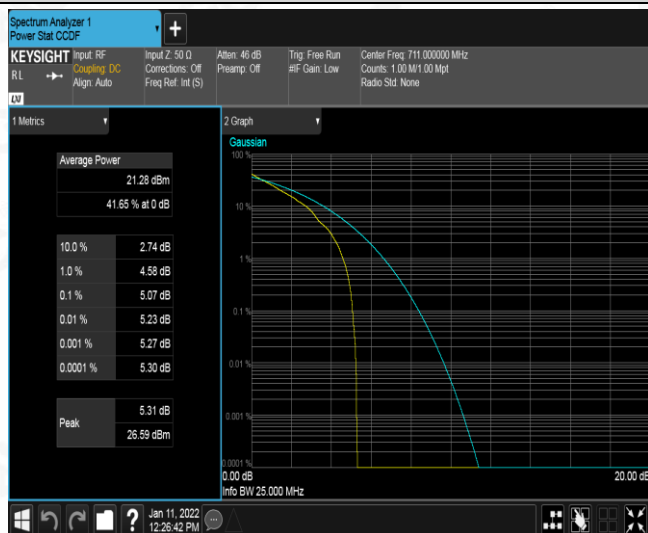 Spectrum Analyzer 1
Power Stat CCDF
+
KEYSIGHT
RL
LXI
Input: RF
Coupling: DC
Align: Auto
Input Z: 50 Ω
Corrections: Off
Freq Ref: Int (S)
Atten: 46 dB
Preamp: Off
Trig: Free Run
#IF Gain: Low
Center Freq: 711.000000 MHz
Counts: 1.00 M/1.00 Mpt
Radio Std: None
1 Metrics
Average Power
21.28 dBm
41.65 % at 0 dB
10.0 % 2.74 dB
1.0 % 4.58 dB
0.1 % 5.07 dB
0.01 % 5.23 dB
0.001 % 5.27 dB
0.0001 % 5.30 dB
Peak
5.31 dB
26.59 dBm
2 Graph
Gaussian
100 %
10 %
1 %
0.1 %
0.01 %
0.001 %
0.0001 %
0.00 dB 20.00 dB
Info BW 25.000 MHz
?
Jan 11, 2022
12:26:42 PM